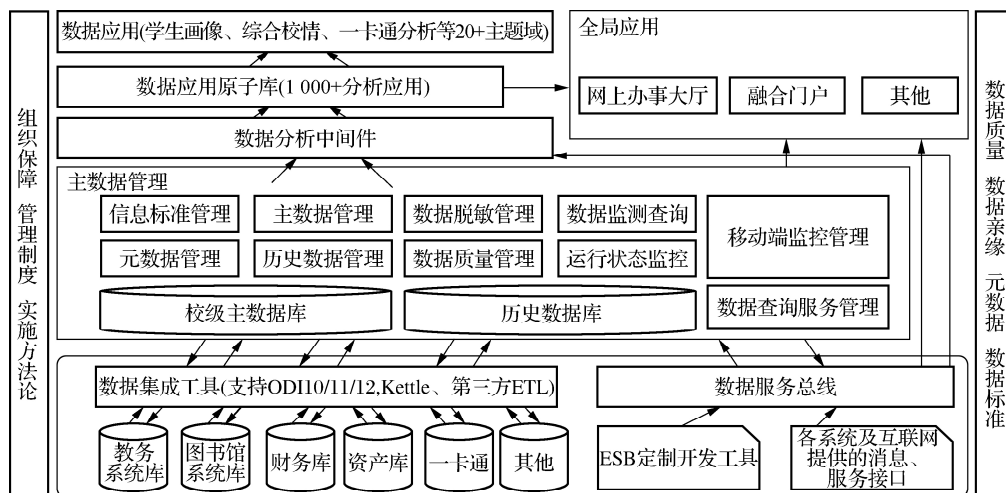 数据应用(学生画像、综合校情、一卡通分析等20+主题域)
数据应用原子库(1 000+分析应用)
数据分析中间件
全局应用
网上办事大厅
融合门户
其他
组织保障 管理制度 实施方法论
主数据管理
信息标准管理
主数据管理
数据脱敏管理
数据监测查询
移动端监控管理
元数据管理
历史数据管理
数据质量管理
运行状态监控
校级主数据库
历史数据库
数据查询服务管理
数据集成工具(支持ODI10/11/12,Kettle、第三方ETL)
数据服务总线
教务
系统库
图书馆
系统库
财务库
资产库
一卡通
其他
ESB定制开发工具
各系统及互联网
提供的消息、
服务接口
数据质量 数据亲缘 元数据 数据标准